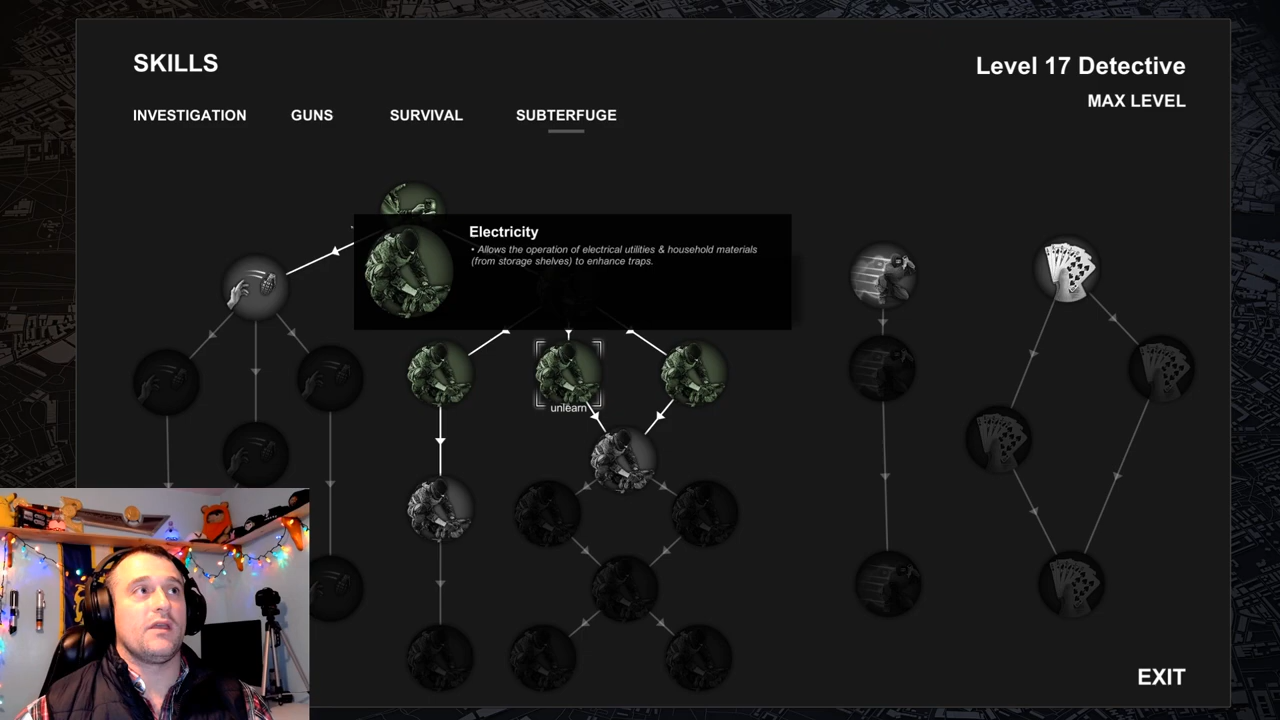 SKILLS
Level 17 Detective
MAX LEVEL
INVESTIGATION GUNS SURVIVAL SUBTERFUGE
Electricity
• Allows the operation of electrical utilities & household materials
(from storage shelves) to enhance traps.
unlearn
EXIT